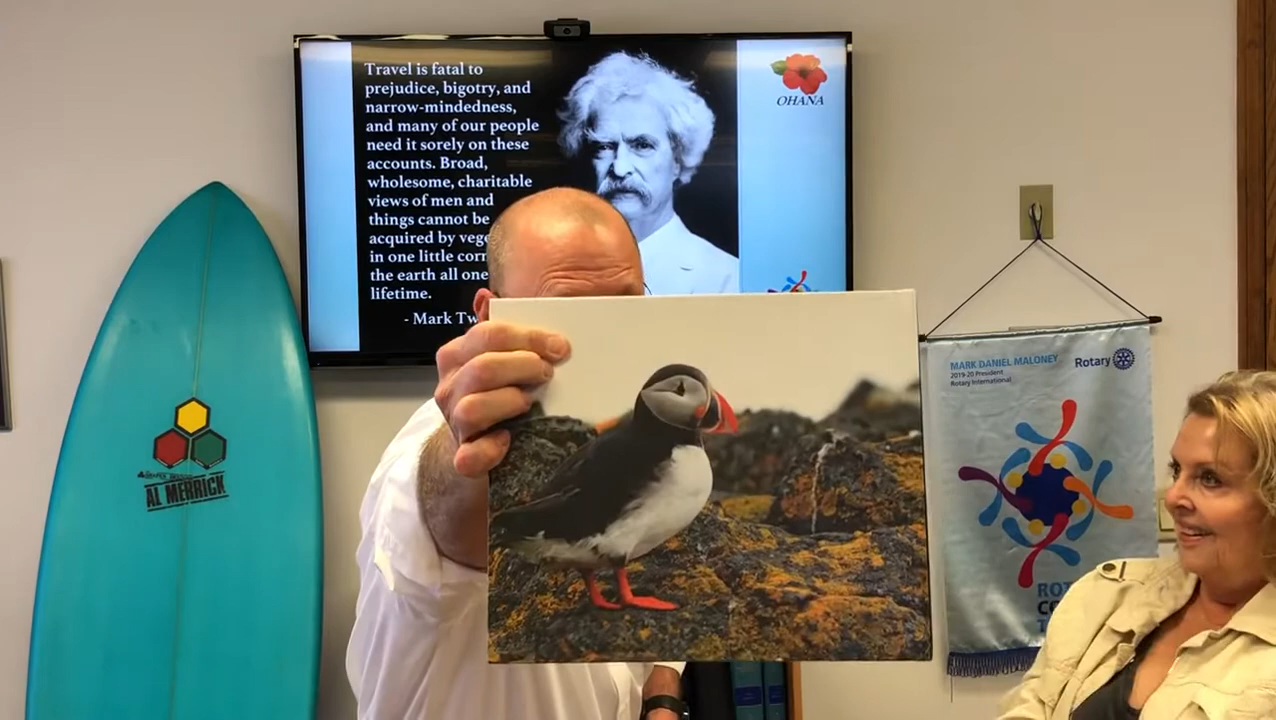 Travel is fatal to
prejudice, bigotry, and
narrow-mindedness,
and many of our people
need it sorely on these
accounts. Broad,
wholesome, charitable
views of men and
things cannot be
acquired by
in one little
the earth all one
lifetime.
- Mark
OHANA
AL MERRICK
MARK DANIEL MALONEY
2019-20 President
Rotary International
Rotary